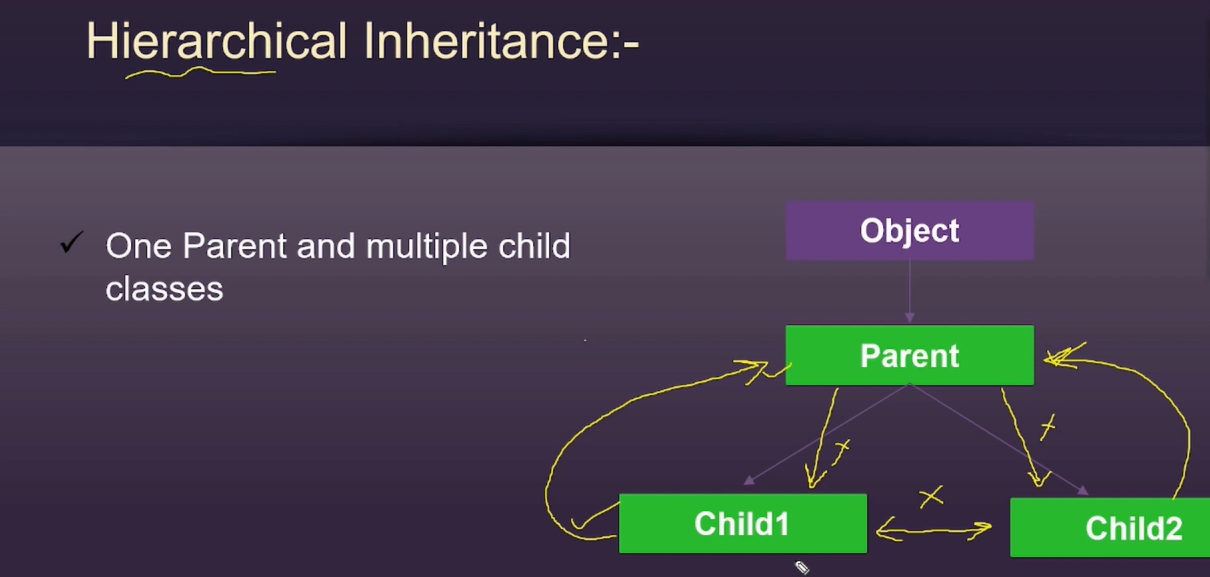 Hierarchical Inheritance:-
✓ One Parent and multiple child
classes
Object
Parent
Child1
Child2